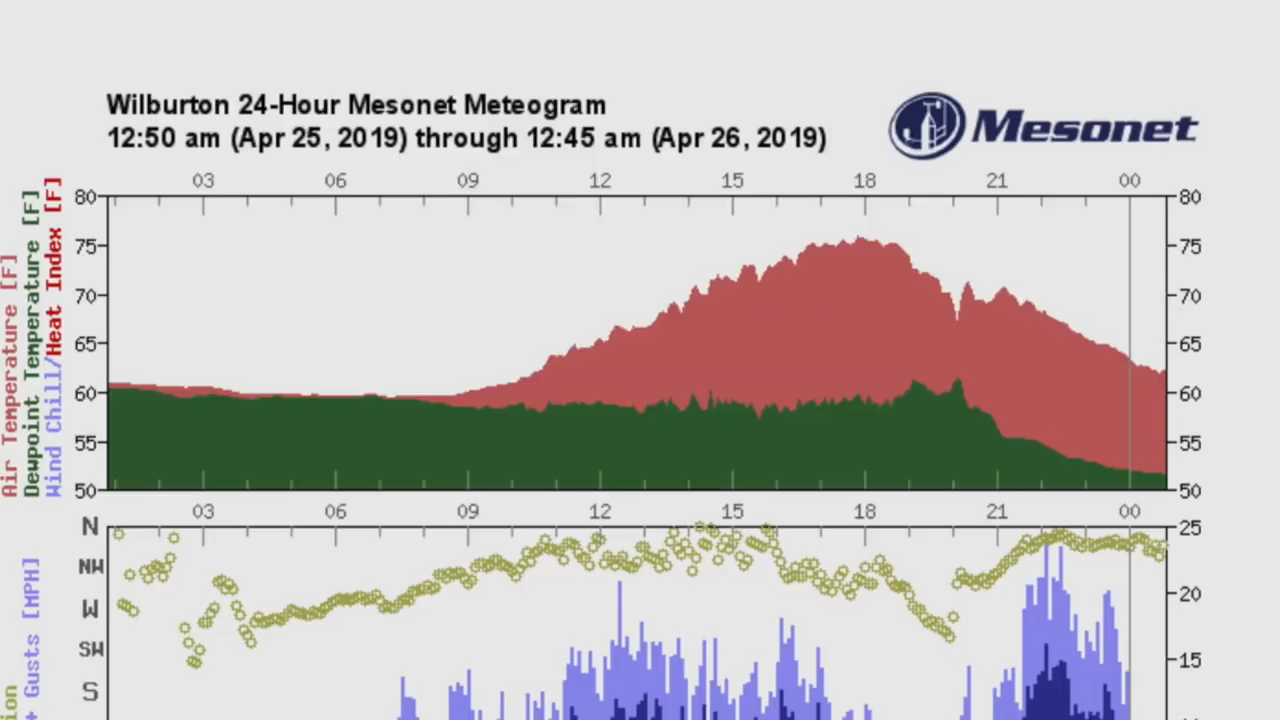 Wilburton 24-Hour Mesonet Meteogram
12:50 am (Apr 25, 2019) through 12:45 am (Apr 26, 2019)
Mesonet
03 06 09 12 15 18 21 00
Air Temperature [F]
Dewpoint Temperature [F]
Wind Chill/Heat Index [F]
80 80
75 75
70 70
65 65
60 60
55 55
50 50
03 06 09 12 15 18 21 00
+ Gusts [MPH]
N 25
NW
20
W
SW 15
S